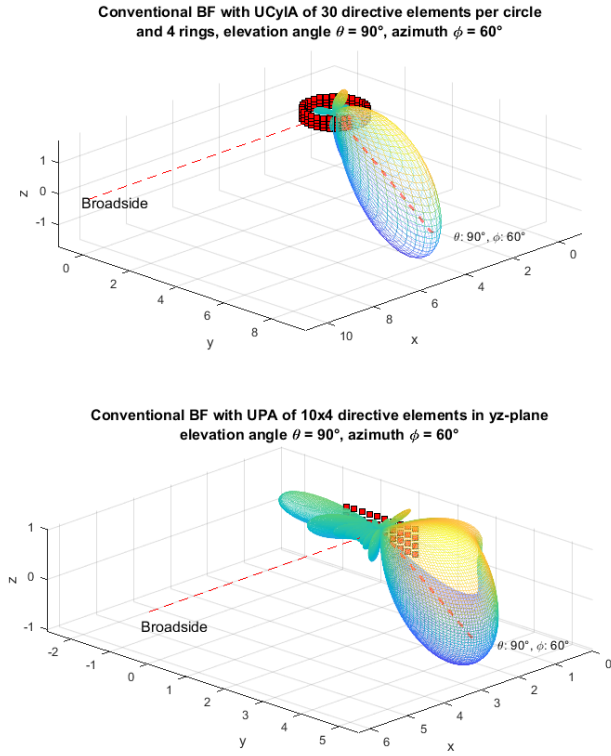 Conventional BF with UCylA of 30 directive elements per circle
and 4 rings, elevation angle θ = 90°, azimuth ϕ = 60°
1
0
-1
z
Broadside
θ: 90°, ϕ: 60°
0
2
4
6
8
y
10
8
6
4
2
0
x
Conventional BF with UPA of 10x4 directive elements in yz-plane
elevation angle θ = 90°, azimuth ϕ = 60°
1
0
-1
z
Broadside
θ: 90°, ϕ: 60°
-2
-1
0
1
2
3
4
5
y
6
5
4
3
2
1
0
x